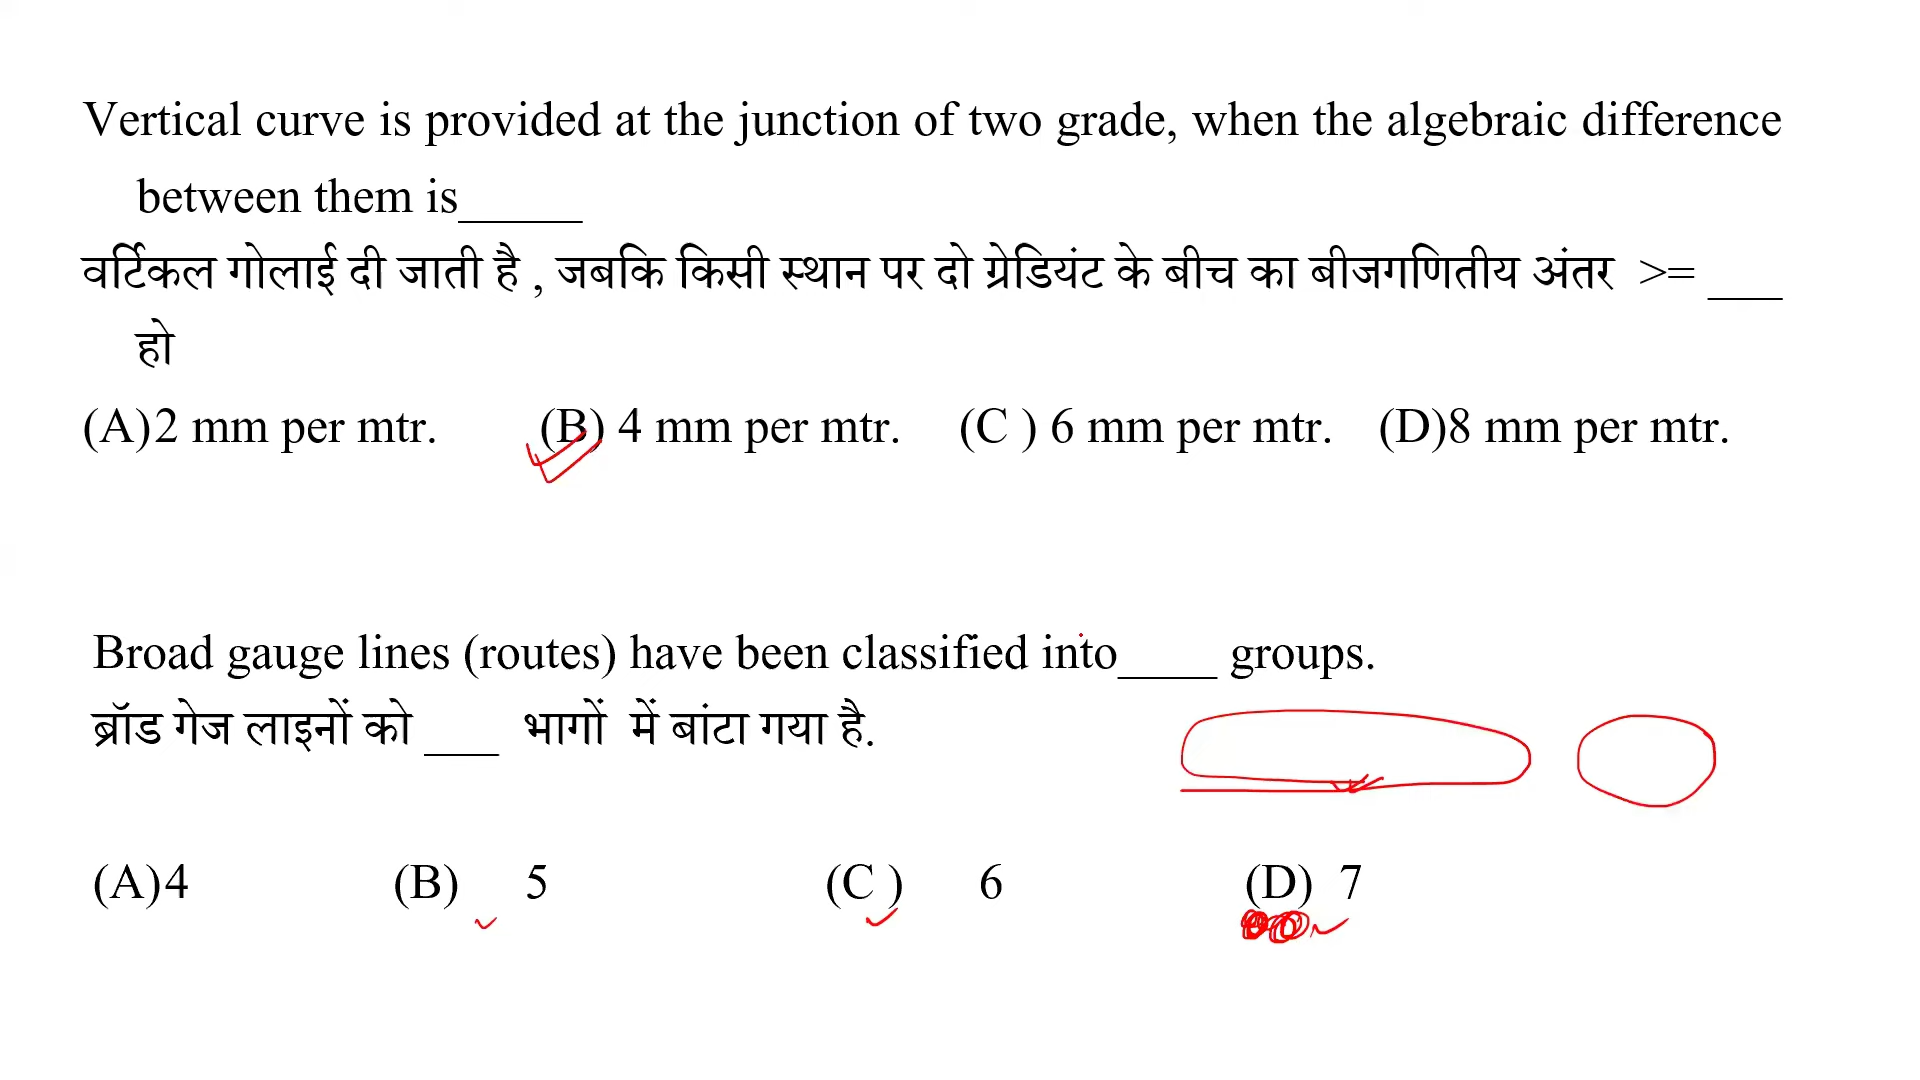 Vertical curve is provided at the junction of two grade, when the algebraic difference
between them is_____
वर्टिकल गोलाई दी जाती है , जबकि किसी स्थान पर दो ग्रेडियंट के बीच का बीजगणितीय अंतर >= ___
हो
(A)2 mm per mtr. (B) 4 mm per mtr. (C ) 6 mm per mtr. (D)8 mm per mtr.
Broad gauge lines (routes) have been classified into____ groups.
ब्रॉड गेज लाइनों को ___ भागों में बांटा गया है.
(A)4 (B) 5 (C ) 6 (D) 7